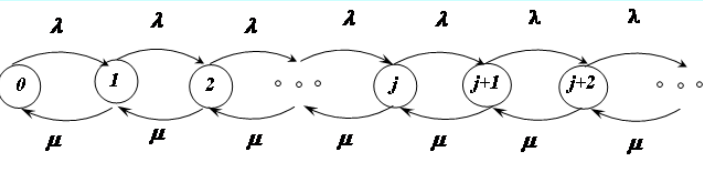 λ λ λ λ λ λ λ
0 1 2 ∘ ∘ ∘ j j+1 j+2 ∘ ∘ ∘
μ μ μ μ μ μ μ